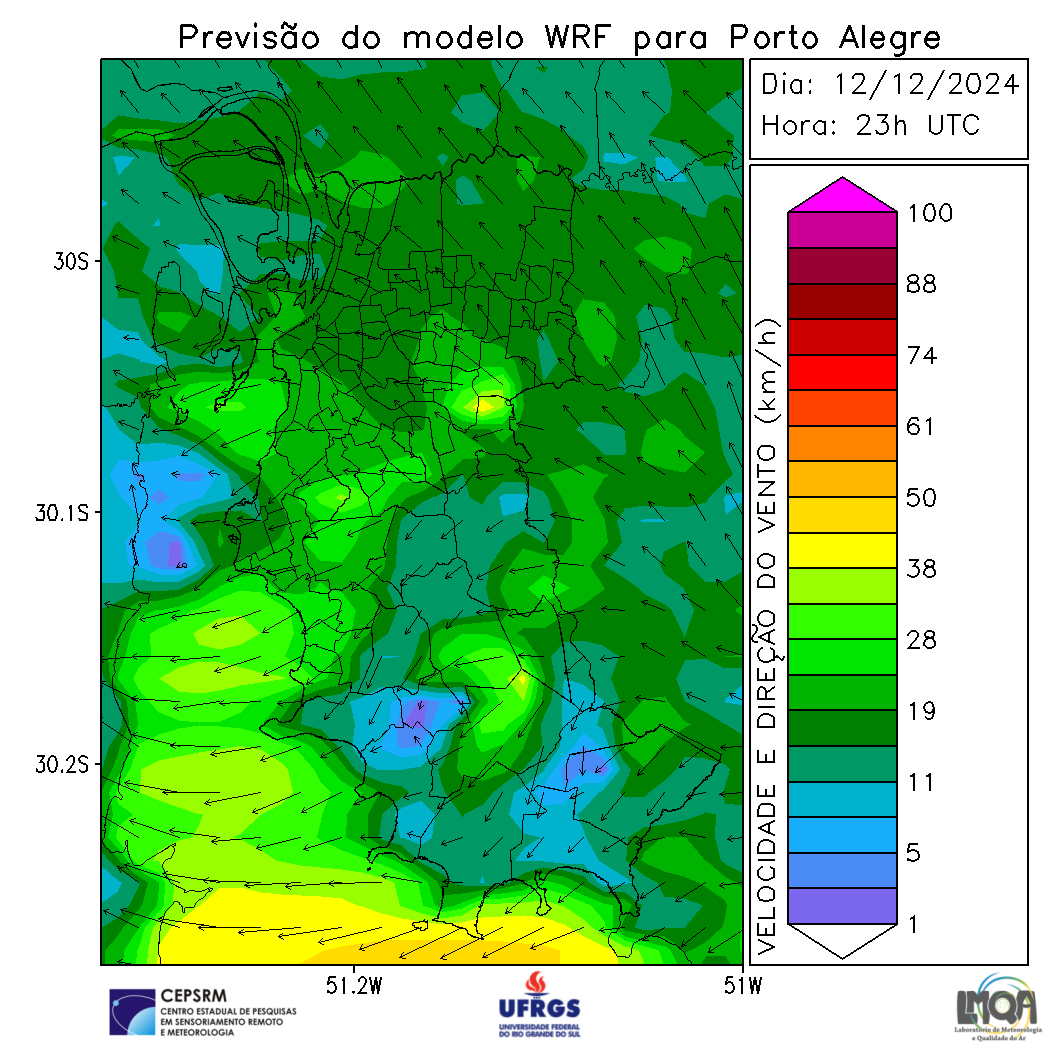 Previsão do modelo WRF para Porto Alegre
Dia: 12/12/2024
Hora: 23h UTC
30S
30.1S
30.2S
51.2W
51W
VELOCIDADE E DIREÇÃO DO VENTO (km/h)
100
88
74
61
50
38
28
19
11
5
1
CEPSRM
CENTRO ESTADUAL DE PESQUISAS
EM SENSORIAMENTO REMOTO
E METEOROLOGIA
UFRGS
UNIVERSIDADE FEDERAL
DO RIO GRANDE DO SUL
LMQA
Laboratório de Meteorologia
e Qualidade do Ar